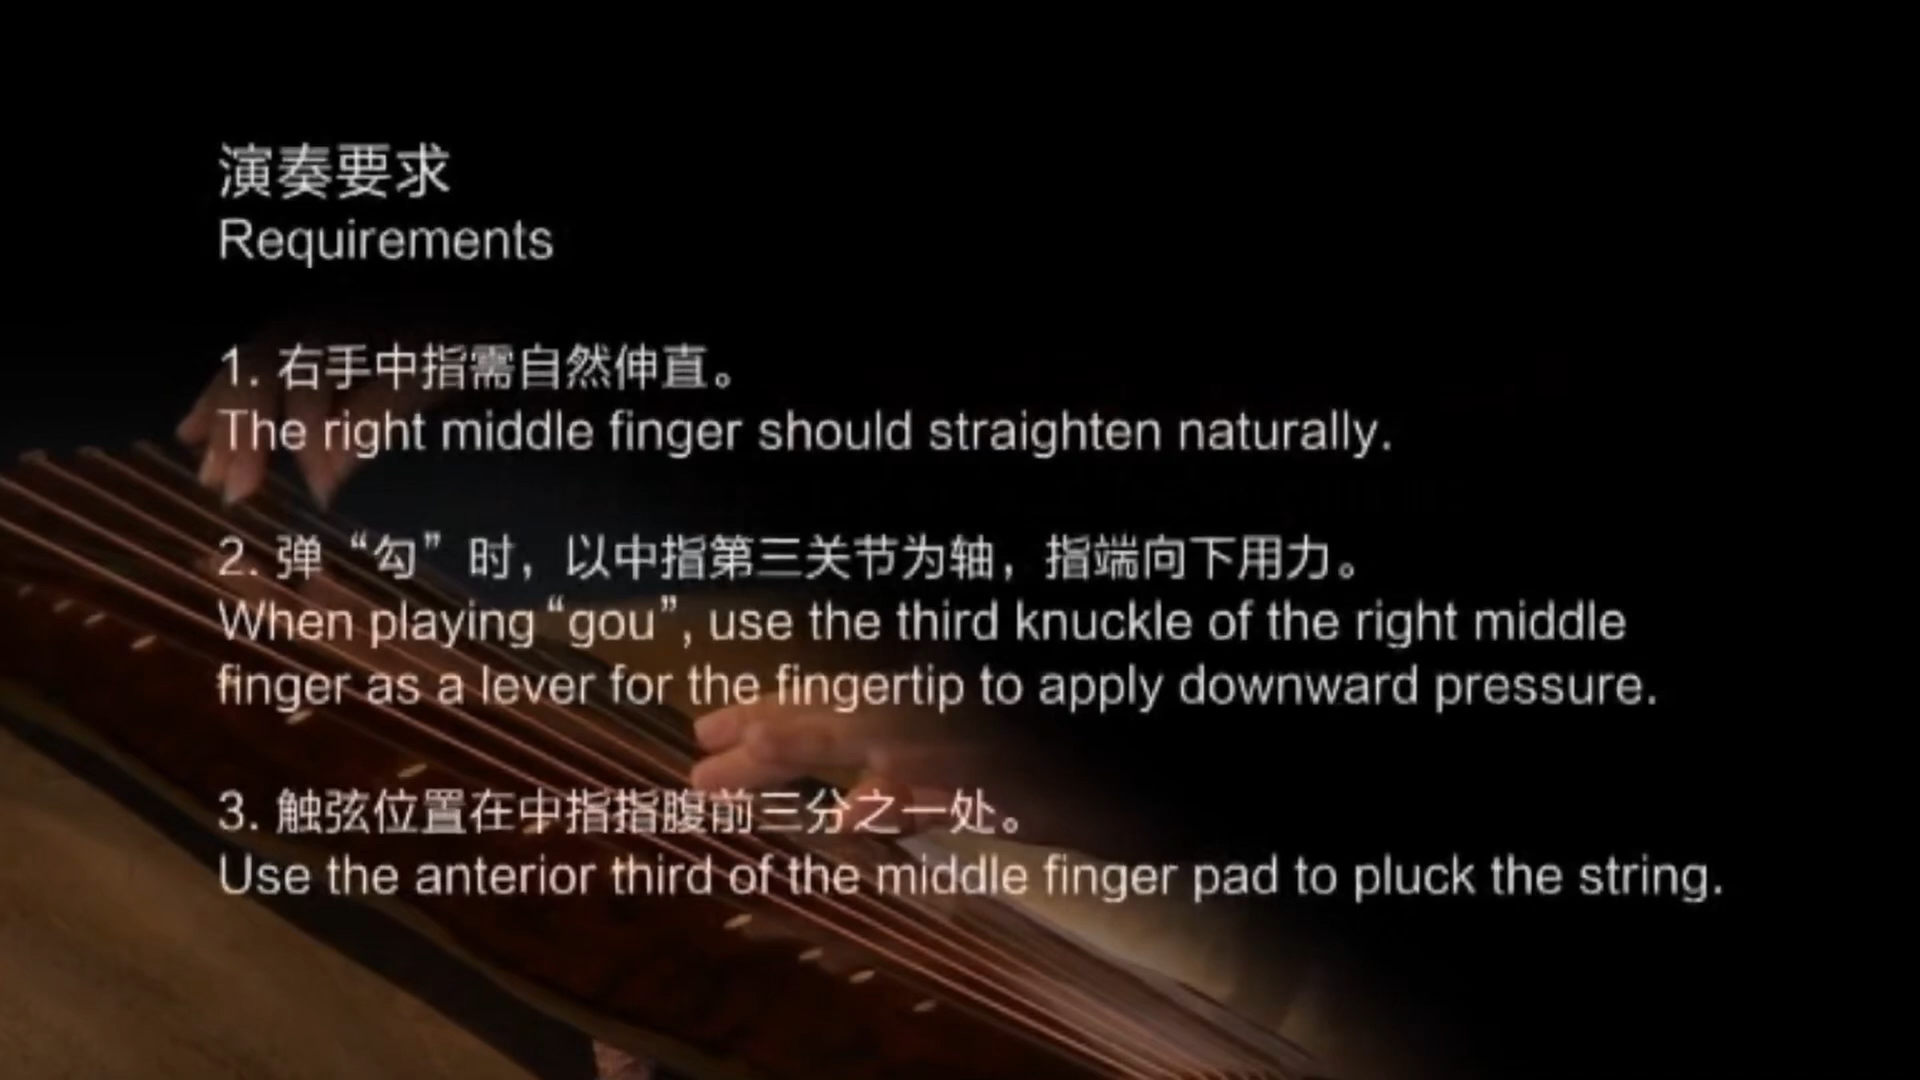 演奏要求
Requirements
1. 右手中指需自然伸直。
The right middle finger should straighten naturally.
2. 弹“勾”时，以中指第三关节为轴，指端向下用力。
When playing “gou”, use the third knuckle of the right middle
finger as a lever for the fingertip to apply downward pressure.
3. 触弦位置在中指指腹前三分之一处。
Use the anterior third of the middle finger pad to pluck the string.